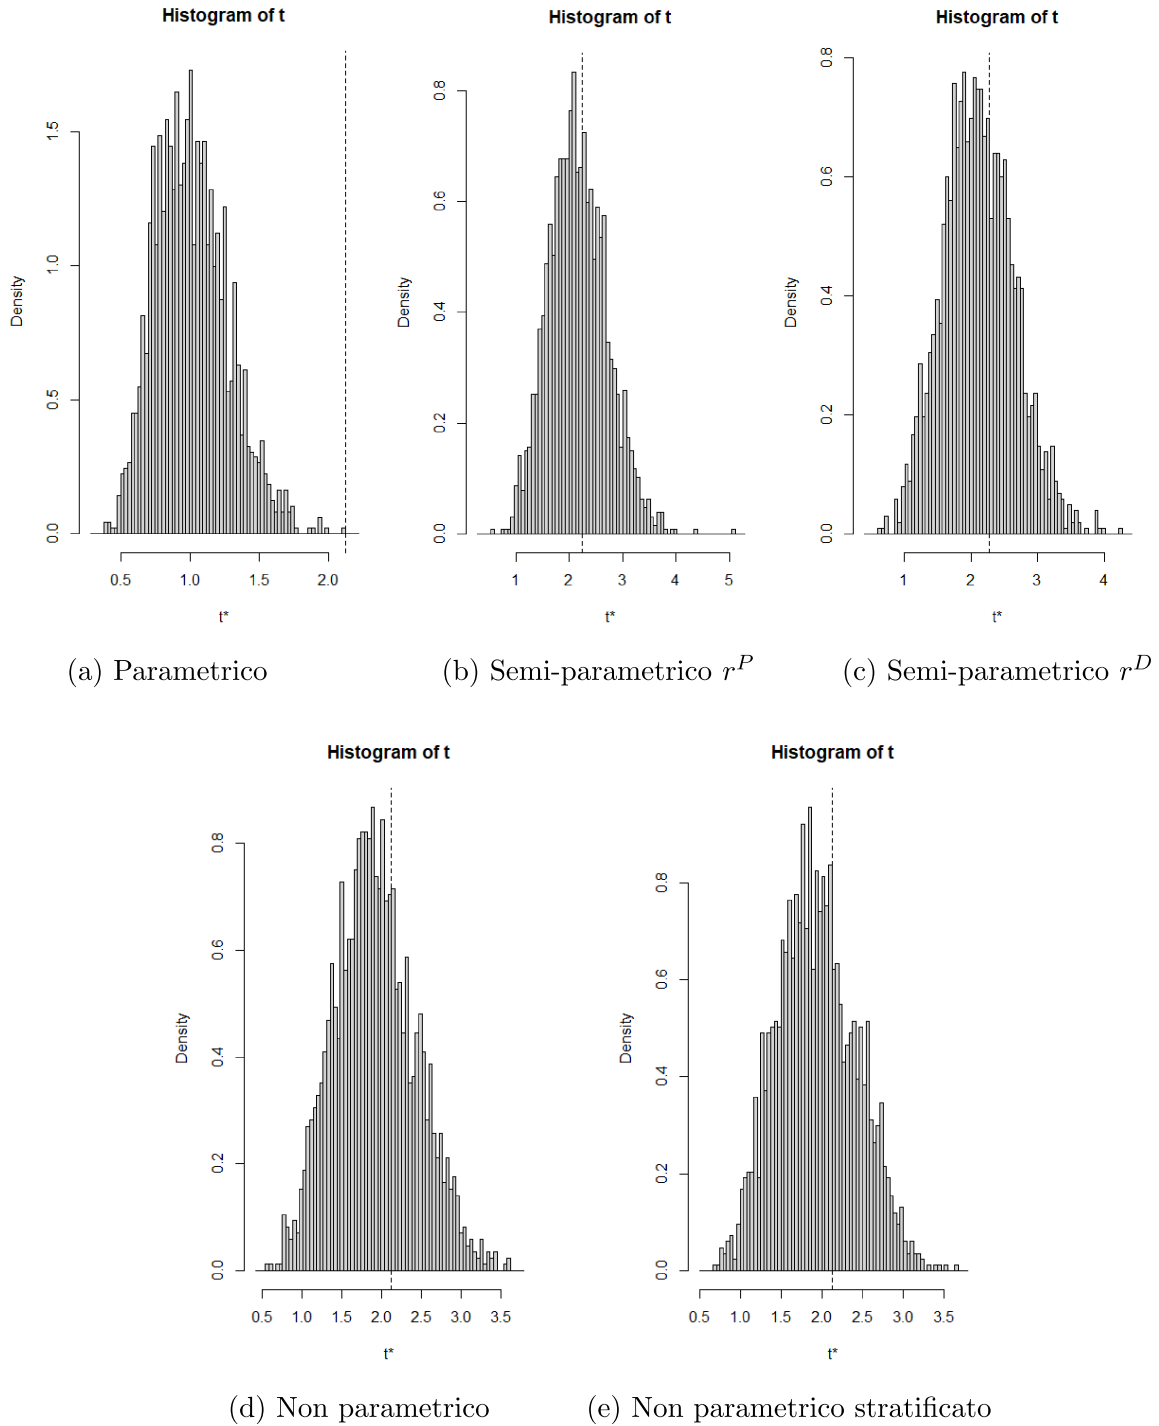 Histogram of t
Histogram of t
Histogram of t
Density
0.0
0.5
1.0
1.5
0.5
1.0
1.5
2.0
t*
Density
0.0
0.2
0.4
0.6
0.8
1
2
3
4
5
t*
Density
0.0
0.2
0.4
0.6
0.8
1
2
3
4
t*
(a) Parametrico
(b) Semi-parametrico r^P
(c) Semi-parametrico r^D
Histogram of t
Histogram of t
Density
0.0
0.2
0.4
0.6
0.8
0.5
1.0
1.5
2.0
2.5
3.0
3.5
t*
Density
0.0
0.2
0.4
0.6
0.8
0.5
1.0
1.5
2.0
2.5
3.0
3.5
t*
(d) Non parametrico
(e) Non parametrico stratificato